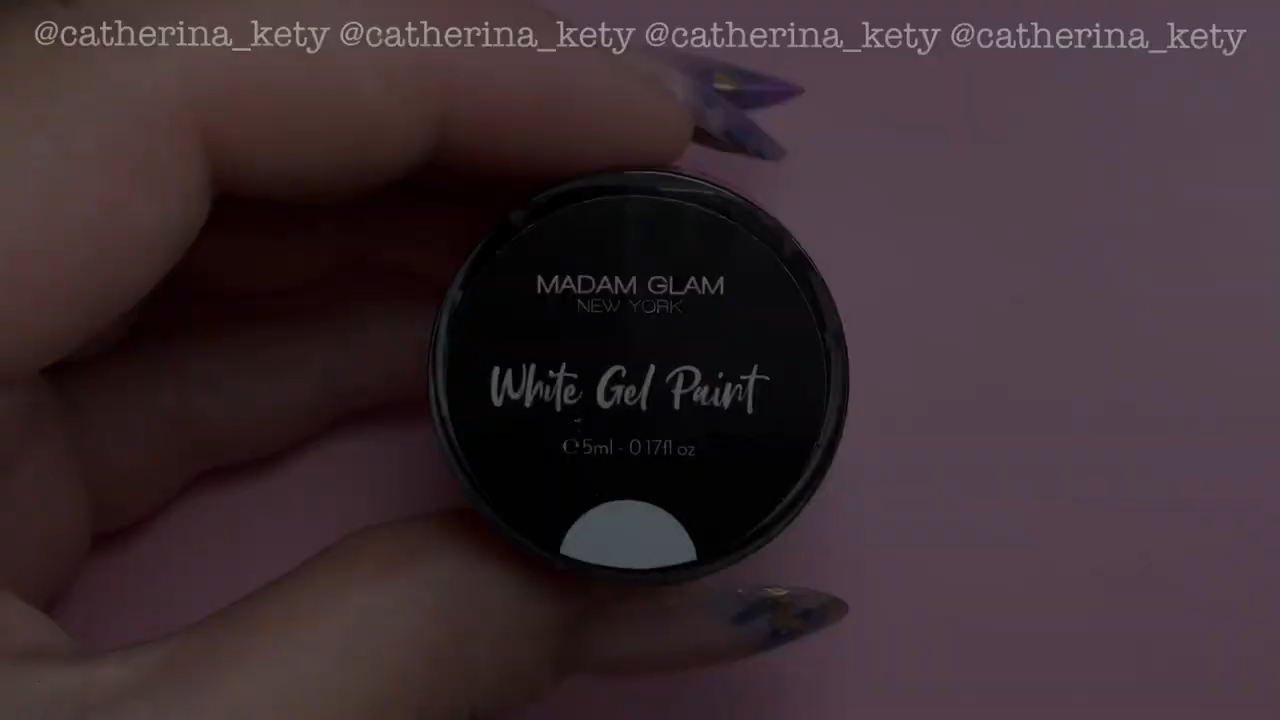 @catherina_kety @catherina_kety @catherina_kety @catherina_kety
MADAM GLAM
NEW YORK
White Gel Paint
℮5ml - 0.17fl oz